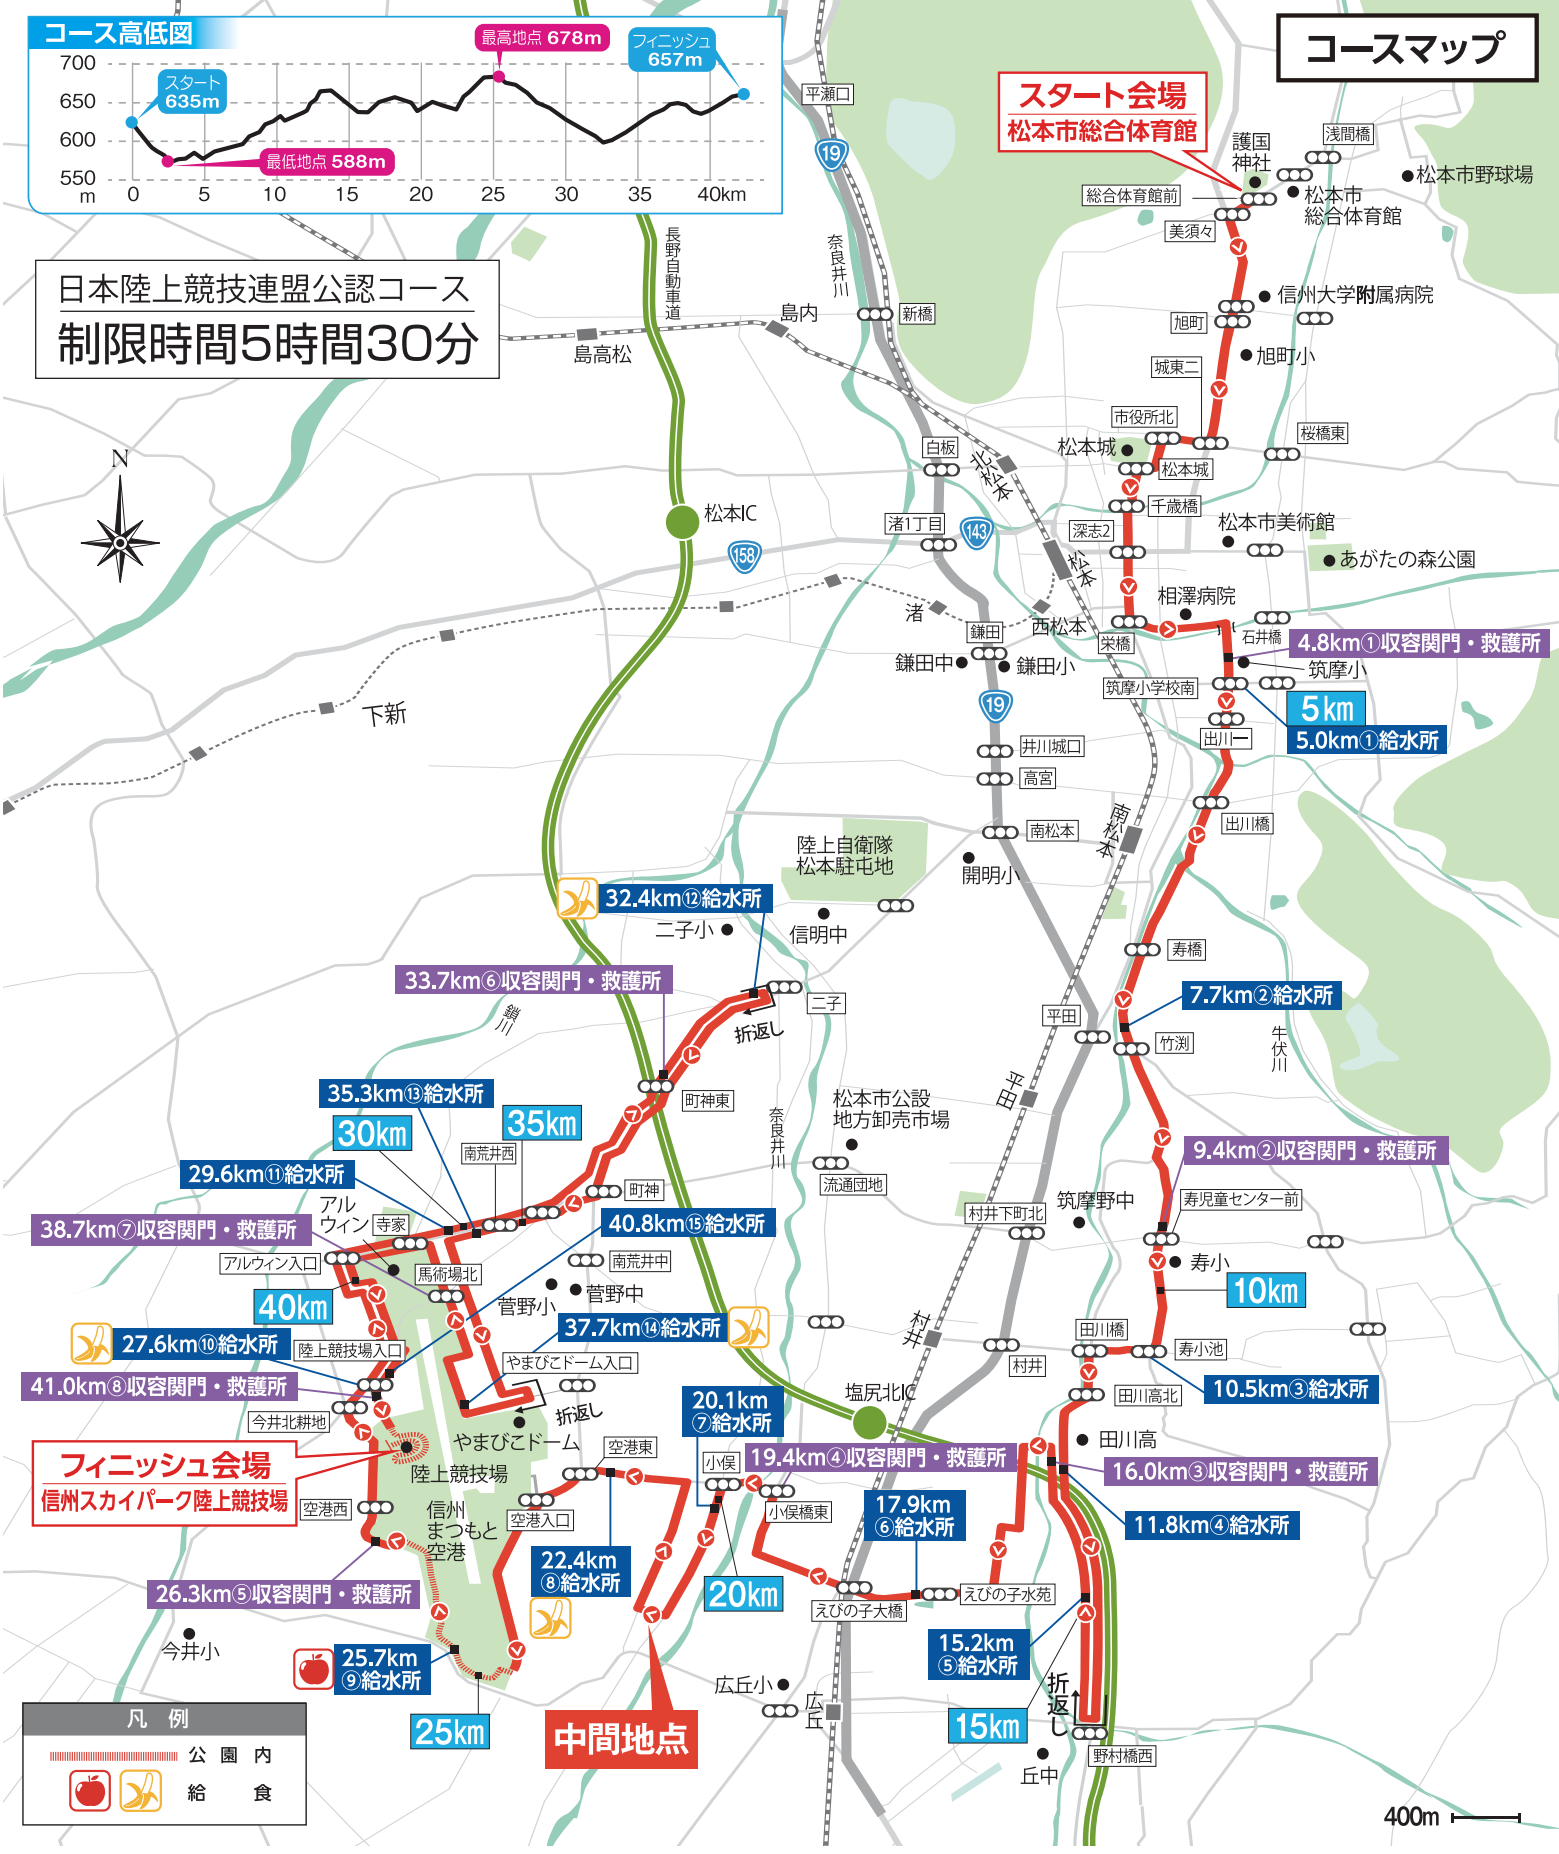 コース高低図
700
650
600
550
m
0
5
10
15
20
25
30
35
40km
スタート
635m
最低地点 588m
最高地点 678m
フィニッシュ
657m
コースマップ
日本陸上競技連盟公認コース
制限時間5時間30分
スタート会場
松本市総合体育館
平瀬口
19
護国
神社
浅間橋
松本市野球場
総合体育館前
松本市
総合体育館
美須々
長野自動車道
奈良井川
信州大学附属病院
島内
新橋
旭町
島高松
旭町小
城東二
市役所北
桜橋東
松本城
白板
北松本
松本城
N
千歳橋
松本IC
渚1丁目
143
深志2
松本市美術館
158
松本
あがたの森公園
相澤病院
渚
西松本
鎌田
栄橋
石井橋
4.8km①収容関門・救護所
鎌田中
鎌田小
筑摩小
筑摩小学校南
19
5km
下新
出川一
5.0km①給水所
井川城口
高宮
南松本
南松本
出川橋
陸上自衛隊
松本駐屯地
開明小
32.4km⑫給水所
二子小
信明中
寿橋
33.7km⑥収容関門・救護所
7.7km②給水所
二子
鎖川
折返し
平田
竹渕
牛伏川
35.3km⑬給水所
町神東
平田
松本市公設
地方卸売市場
30km
35km
奈良井川
南荒井西
9.4km②収容関門・救護所
29.6km⑪給水所
流通団地
アル
ウィン
寺家
町神
筑摩野中
寿児童センター前
38.7km⑦収容関門・救護所
40.8km⑮給水所
村井下町北
アルウィン入口
馬術場北
南荒井中
寿小
40km
菅野小
菅野中
10km
27.6km⑩給水所
陸上競技場入口
37.7km⑭給水所
村井
田川橋
やまびこドーム入口
村井
寿小池
41.0km⑧収容関門・救護所
20.1km
⑦給水所
塩尻北IC
10.5km③給水所
今井北耕地
折返し
田川高北
フィニッシュ会場
信州スカイパーク陸上競技場
やまびこドーム
陸上競技場
空港東
小俣
19.4km④収容関門・救護所
田川高
16.0km③収容関門・救護所
空港西
信州
まつもと
空港
空港入口
小俣橋東
17.9km
⑥給水所
11.8km④給水所
22.4km
⑧給水所
26.3km⑤収容関門・救護所
20km
えびの子大橋
えびの子水苑
今井小
25.7km
⑨給水所
15.2km
⑤給水所
広丘小
広丘
折返し
25km
中間地点
15km
野村橋西
丘中
凡 例
公 園 内
給 食
400m